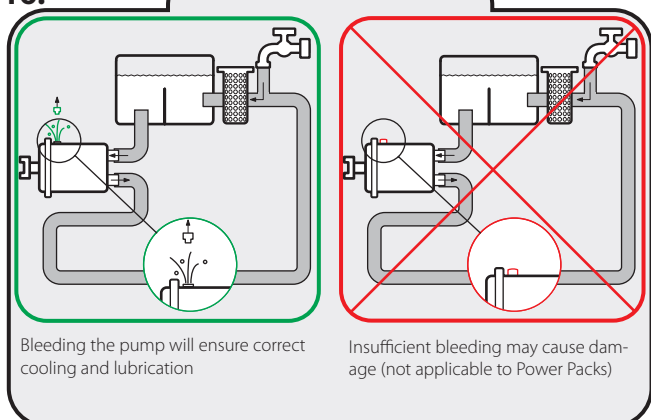 Bleeding the pump will ensure correct
cooling and lubrication
Insufficient bleeding may cause dam-
age (not applicable to Power Packs)